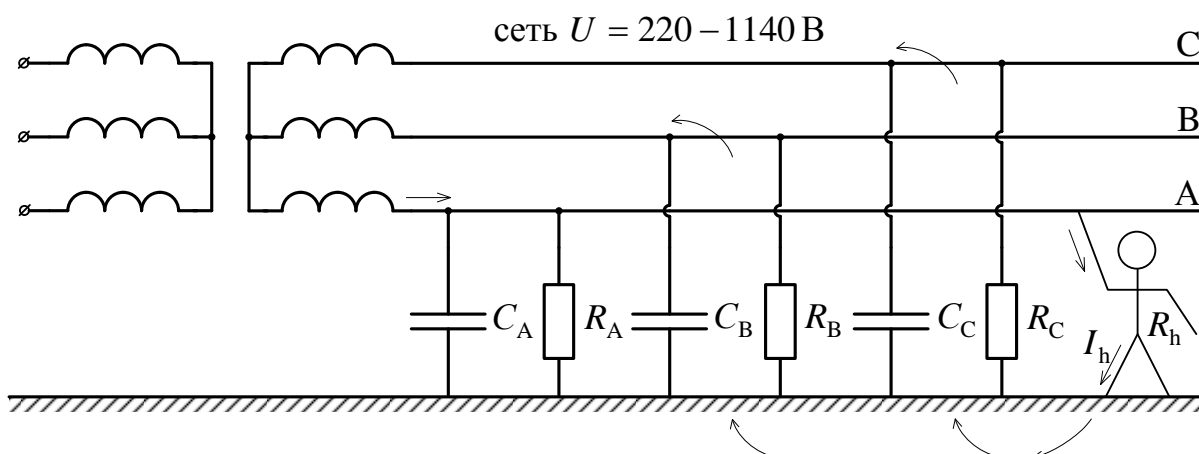 сеть U = 220 – 1140 В
C
B
A
C_A
R_A
C_B
R_B
C_C
R_C
I_h
R_h